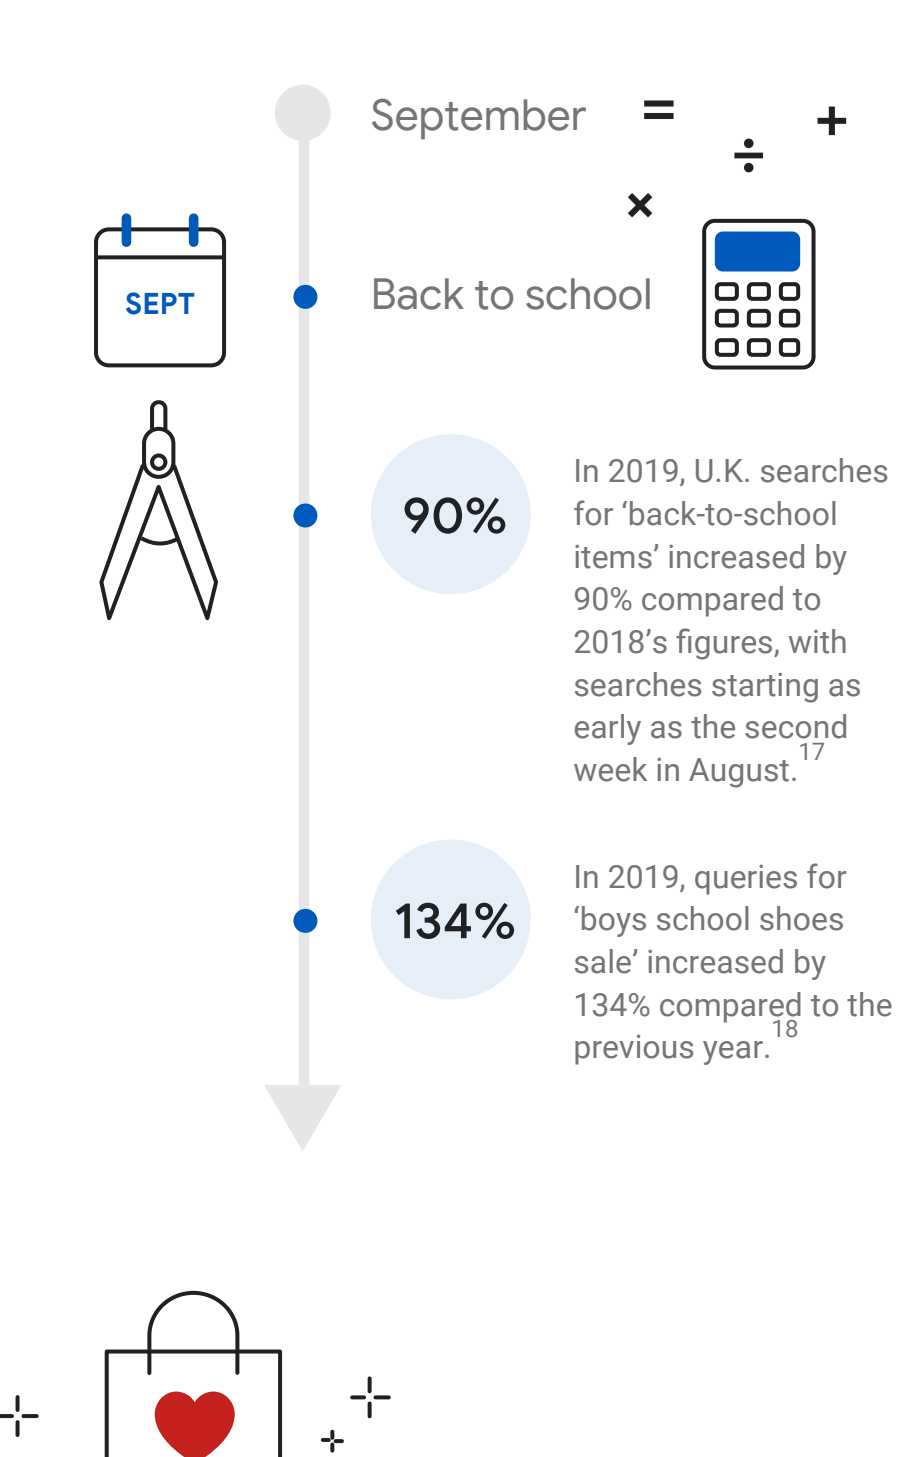 September
= + ÷ ×
SEPT
Back to school
90%
In 2019, U.K. searches
for ‘back-to-school
items’ increased by
90% compared to
2018’s figures, with
searches starting as
early as the second
week in August.17
134%
In 2019, queries for
‘boys school shoes
sale’ increased by
134% compared to the
previous year.18